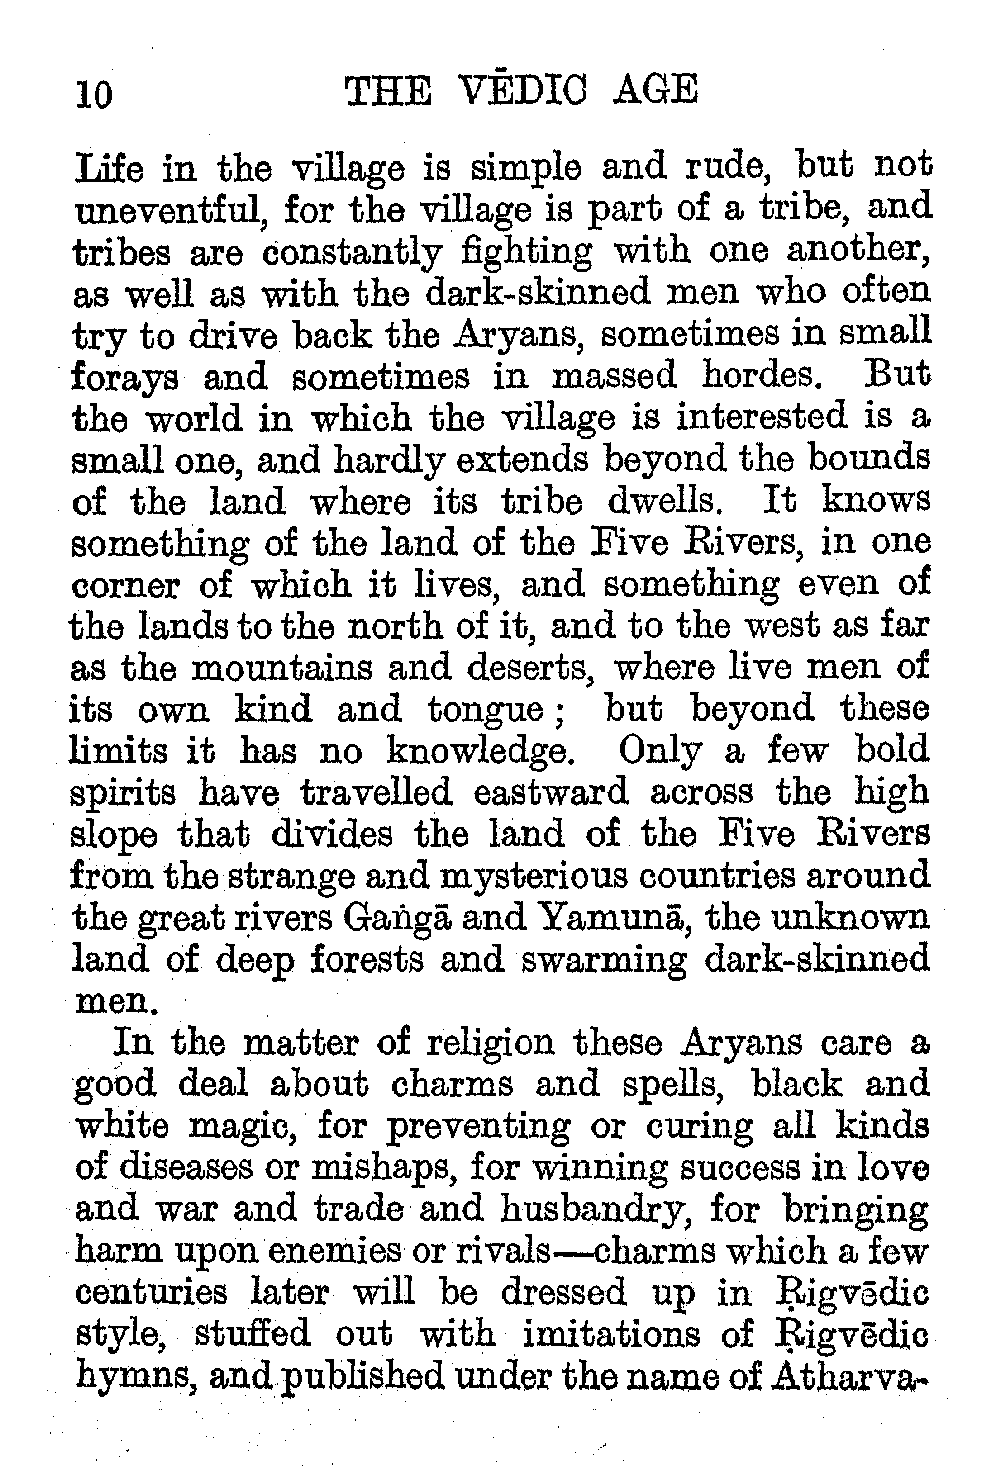 10 THE VĒDIC AGE
Life in the village is simple and rude, but not
uneventful, for the village is part of a tribe, and
tribes are constantly fighting with one another,
as well as with the dark-skinned men who often
try to drive back the Aryans, sometimes in small
forays and sometimes in massed hordes. But
the world in which the village is interested is a
small one, and hardly extends beyond the bounds
of the land where its tribe dwells. It knows
something of the land of the Five Rivers, in one
corner of which it lives, and something even of
the lands to the north of it, and to the west as far
as the mountains and deserts, where live men of
its own kind and tongue ; but beyond these
limits it has no knowledge. Only a few bold
spirits have travelled eastward across the high
slope that divides the land of the Five Rivers
from the strange and mysterious countries around
the great rivers Gaṅgā and Yamunā, the unknown
land of deep forests and swarming dark-skinned
men.
In the matter of religion these Aryans care a
good deal about charms and spells, black and
white magic, for preventing or curing all kinds
of diseases or mishaps, for winning success in love
and war and trade and husbandry, for bringing
harm upon enemies or rivals—charms which a few
centuries later will be dressed up in Ṛigvēdic
style, stuffed out with imitations of Ṛigvēdic
hymns, and published under the name of Atharva-